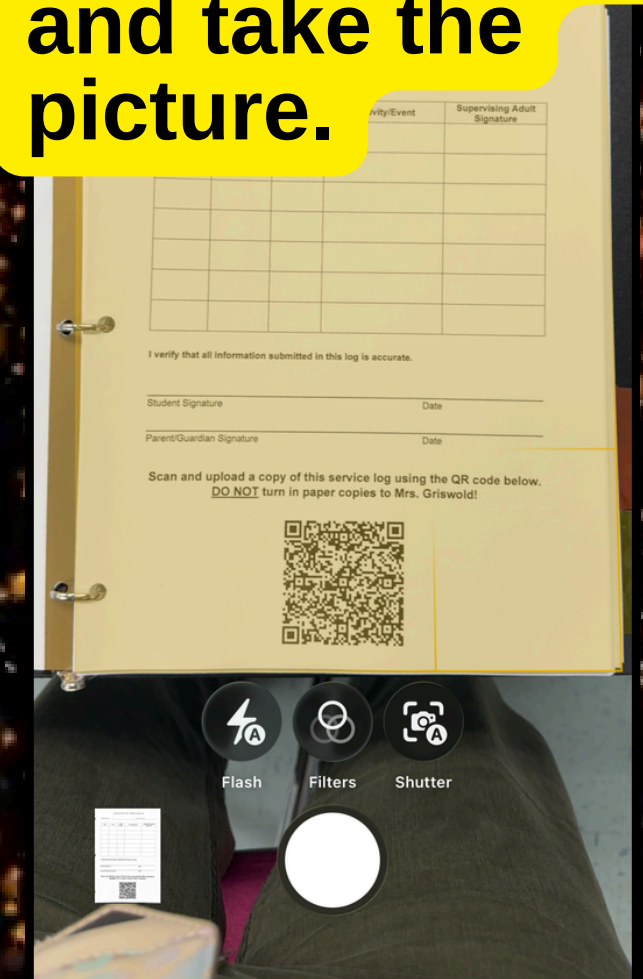 and take the
picture.
Supervising Adult
Signature
I verify that all information submitted in this log is accurate.
Student Signature
Date
Parent/Guardian Signature
Date
Scan and upload a copy of this service log using the QR code below.
DO NOT turn in paper copies to Mrs. Griswold!
A
A
Flash
Filters
Shutter